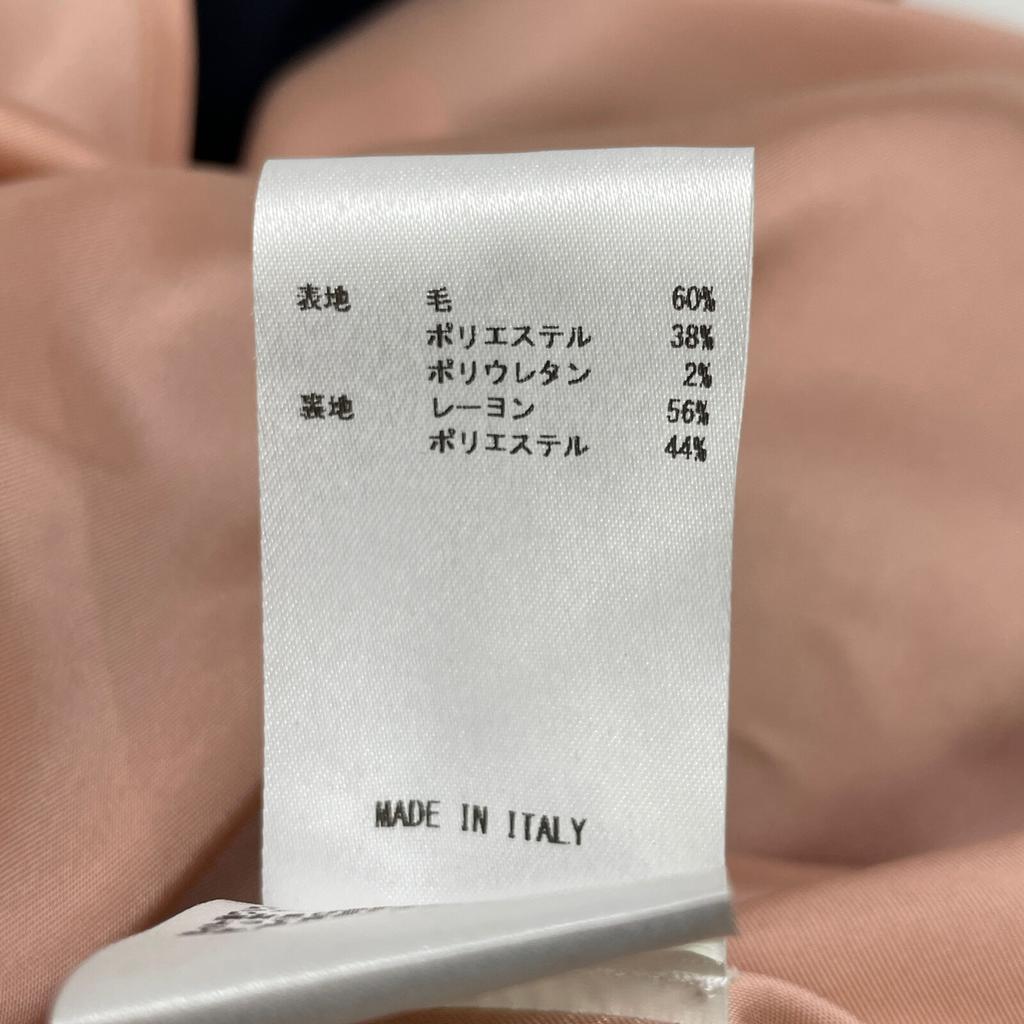 表地 毛 60%
ポリエステル 38%
ポリウレタン 2%
裏地 レーヨン 56%
ポリエステル 44%
MADE IN ITALY